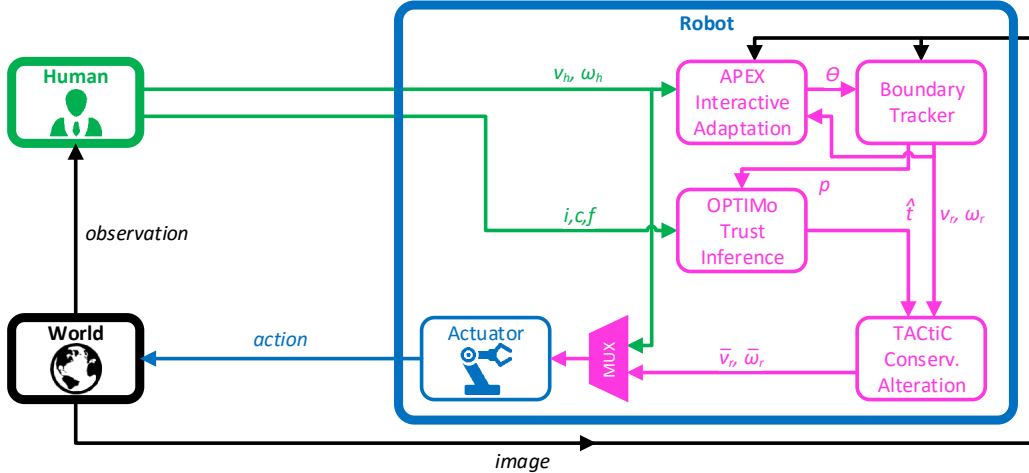 Robot
Human
v_h, ω_h
APEX
Interactive
Adaptation
Θ
Boundary
Tracker
p
observation
i,c,f
OPTIMo
Trust
Inference
t̂
v_r, ω_r
World
action
Actuator
MUX
v̅_r, ω̅_r
TACtiC
Conserv.
Alteration
image